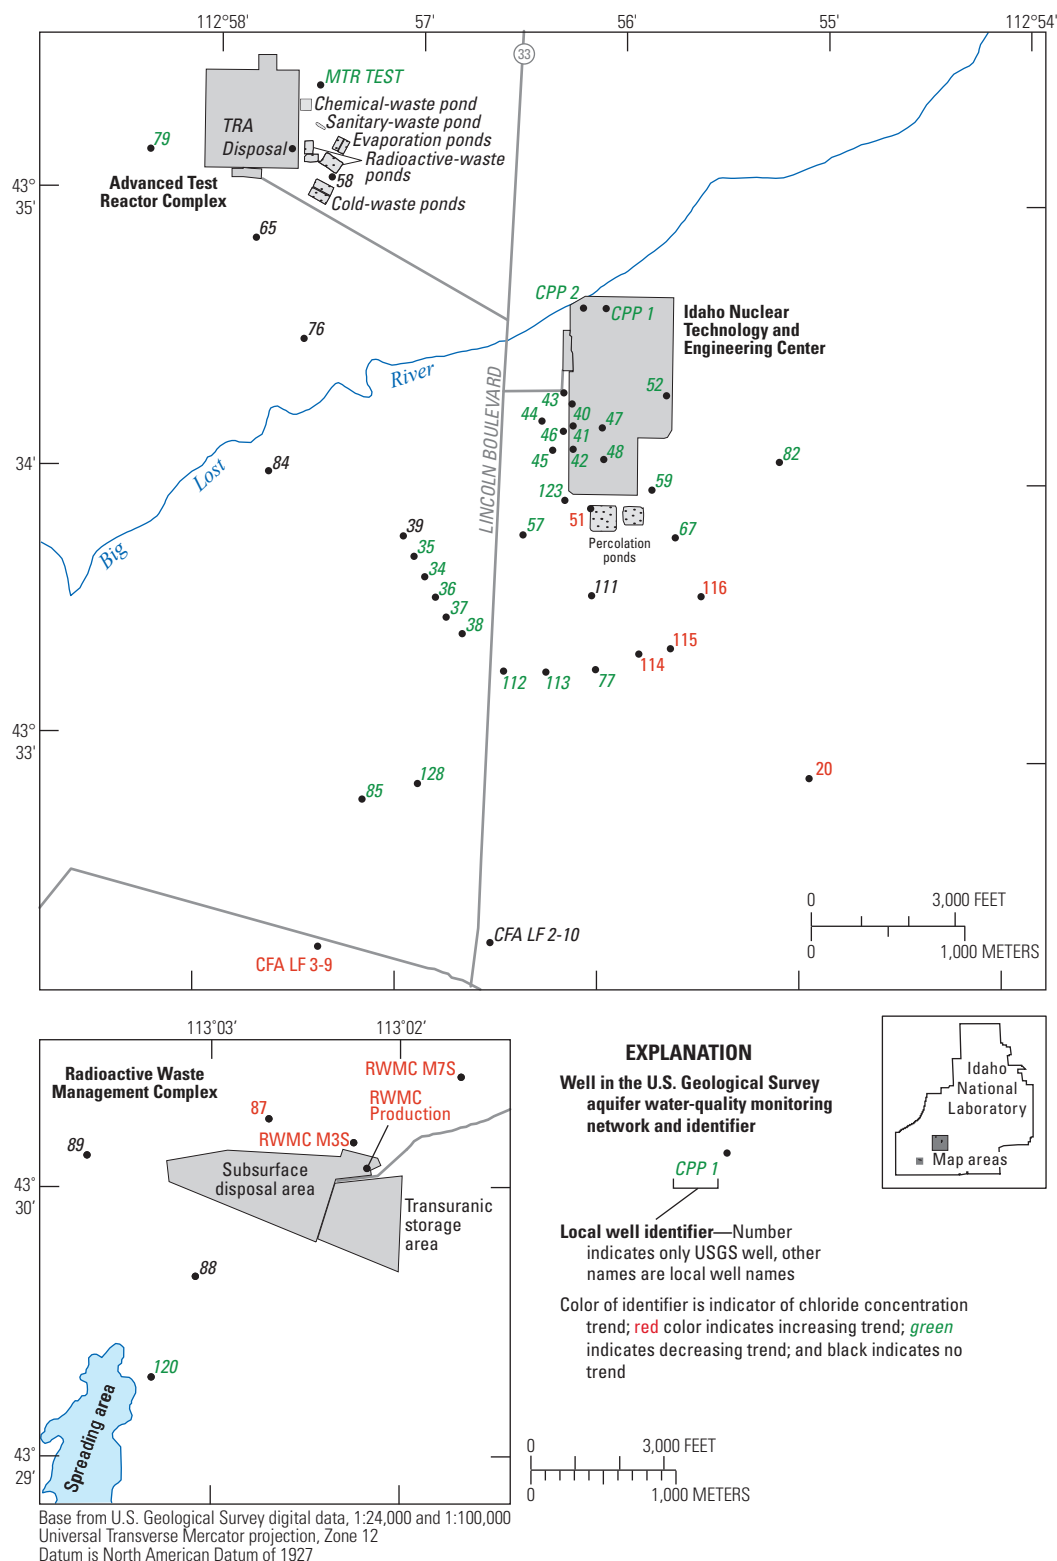 112°58'
57'
56'
55'
112°54'
33
MTR TEST
Chemical-waste pond
Sanitary-waste pond
Evaporation ponds
Radioactive-waste
ponds
TRA
Disposal
79
58
Cold-waste ponds
Advanced Test
Reactor Complex
43°
35'
65
CPP 2
CPP 1
Idaho Nuclear
Technology and
Engineering Center
76
River
LINCOLN BOULEVARD
43
52
44
40
47
46
41
45
42
48
82
34'
84
Lost
59
123
51
57
67
Percolation
ponds
39
35
Big
34
36
37
38
111
116
115
114
112
113
77
43°
33'
128
85
20
0
3,000 FEET
0
1,000 METERS
CFA LF 2-10
CFA LF 3-9
113°03'
113°02'
Radioactive Waste
Management Complex
RWMC M7S
RWMC
Production
87
RWMC M3S
89
Subsurface
disposal area
43°
30'
Transuranic
storage
area
88
120
Spreading area
43°
29'
EXPLANATION
Well in the U.S. Geological Survey
aquifer water-quality monitoring
network and identifier
CPP 1
Local well identifier—Number
indicates only USGS well, other
names are local well names
Color of identifier is indicator of chloride concentration
trend; red color indicates increasing trend; green
indicates decreasing trend; and black indicates no
trend
Idaho
National
Laboratory
Map areas
0
3,000 FEET
0
1,000 METERS
Base from U.S. Geological Survey digital data, 1:24,000 and 1:100,000
Universal Transverse Mercator projection, Zone 12
Datum is North American Datum of 1927